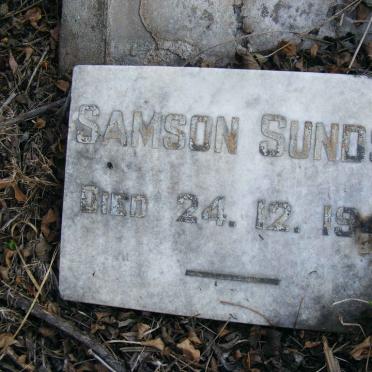 SAMSON SUNDS
DIED 24. 12. 19